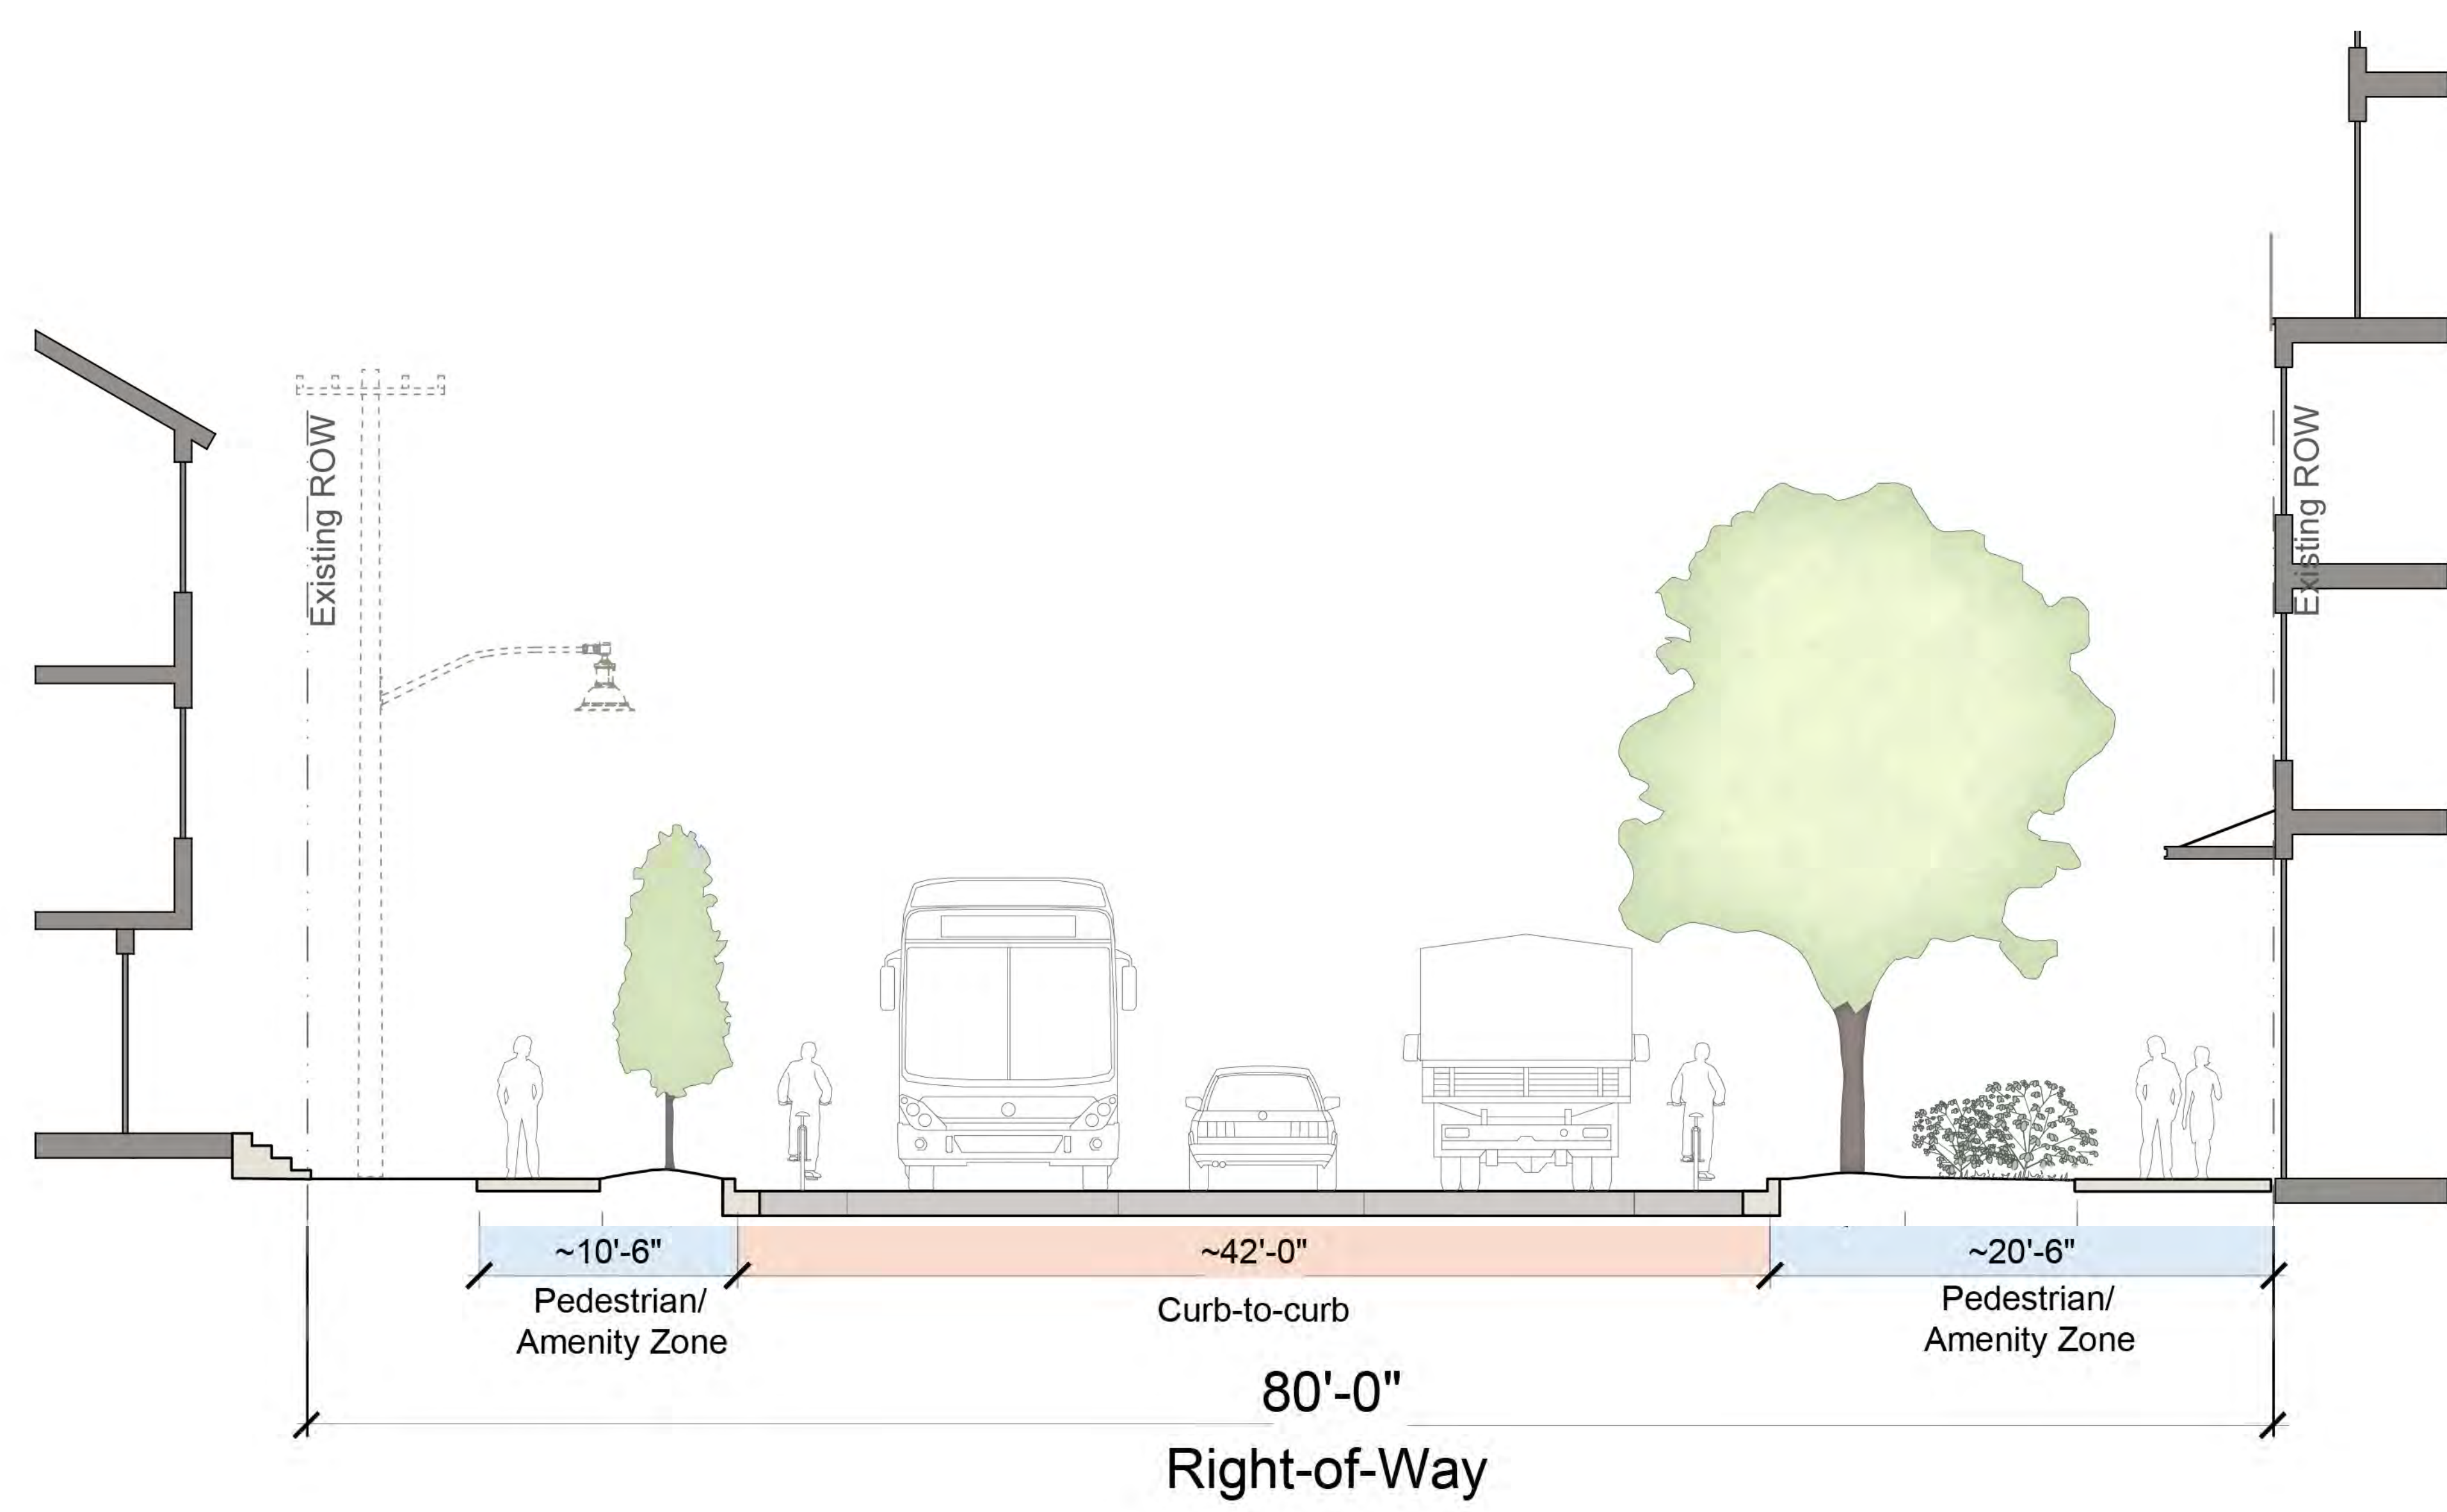 Existing ROW
Existing ROW
~10'-6"
~42'-0"
~20'-6"
Pedestrian/
Amenity Zone
Curb-to-curb
Pedestrian/
Amenity Zone
80'-0"
Right-of-Way